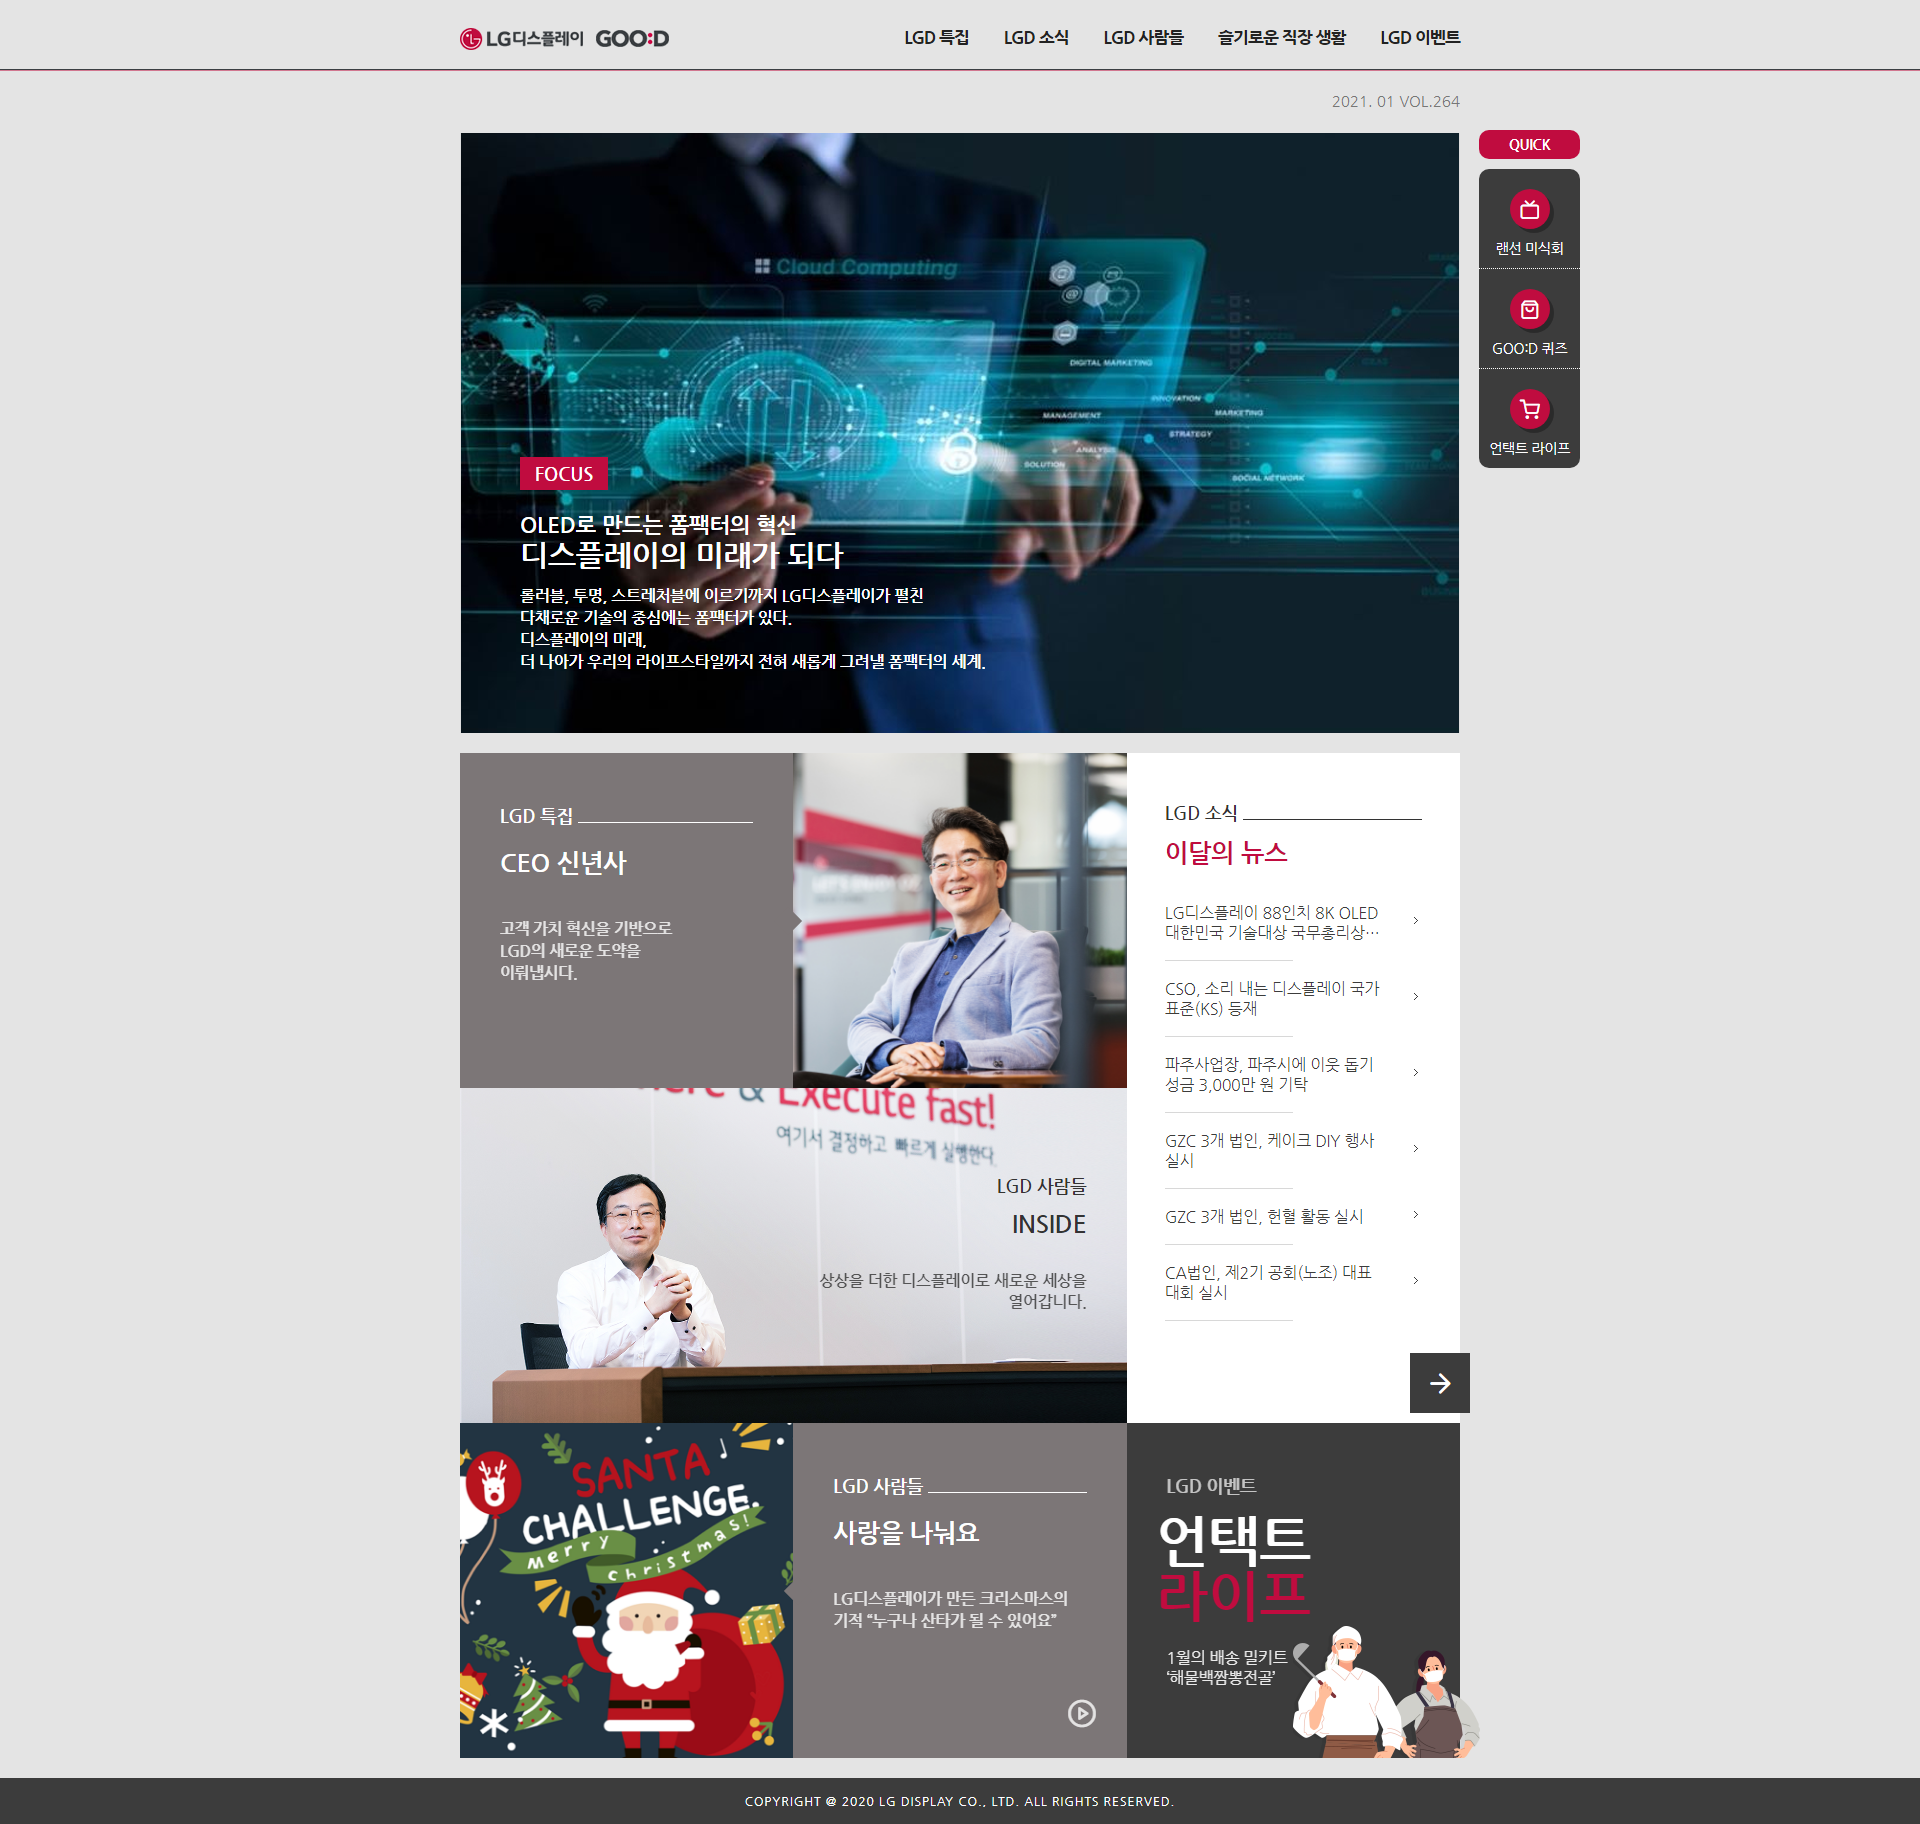 LG디스플레이 GOO:D
LGD 특집
LGD 소식
LGD 사람들
슬기로운 직장 생활
LGD 이벤트
2021. 01 VOL.264
QUICK
랜선 미식회
GOO:D 퀴즈
언택트 라이프
Cloud Computing
DIGITAL MARKETING
INNOVATION
MANAGEMENT
MARKETING
STRATEGY
ANALYSIS
SOLUTION
SOCIAL NETWORK
FOCUS
OLED로 만드는 폼팩터의 혁신
디스플레이의 미래가 되다
롤러블, 투명, 스트레처블에 이르기까지 LG디스플레이가 펼친
다채로운 기술의 중심에는 폼팩터가 있다.
디스플레이의 미래,
더 나아가 우리의 라이프스타일까지 전혀 새롭게 그려낼 폼팩터의 세계.
LGD 특집
CEO 신년사
고객 가치 혁신을 기반으로
LGD의 새로운 도약을
이뤄냅시다.
LGD 소식
이달의 뉴스
LG디스플레이 88인치 8K OLED
대한민국 기술대상 국무총리상…
CSO, 소리 내는 디스플레이 국가
표준(KS) 등재
파주사업장, 파주시에 이웃 돕기
성금 3,000만 원 기탁
GZC 3개 법인, 케이크 DIY 행사
실시
GZC 3개 법인, 헌혈 활동 실시
CA법인, 제2기 공회(노조) 대표
대회 실시
& Execute fast!
여기서 결정하고 빠르게 실행한다.
LGD 사람들
INSIDE
상상을 더한 디스플레이로 새로운 세상을
열어갑니다.
SANTA
CHALLENGE.
Merry
Christmas!
LGD 사람들
사랑을 나눠요
LG디스플레이가 만든 크리스마스의
기적 “누구나 산타가 될 수 있어요”
LGD 이벤트
언택트
라이프
1월의 배송 밀키트
‘해물백짬뽕전골’
COPYRIGHT @ 2020 LG DISPLAY CO., LTD. ALL RIGHTS RESERVED.